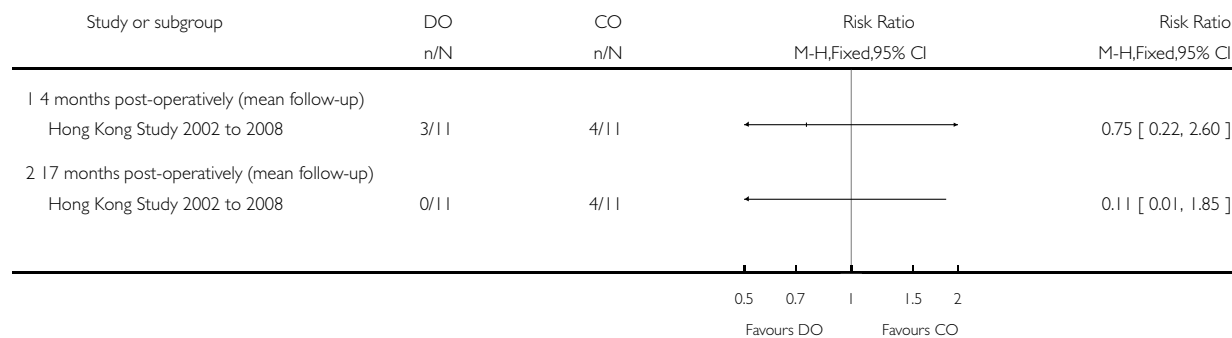 Study or subgroup DO CO Risk Ratio Risk Ratio
n/N n/N M-H,Fixed,95% CI M-H,Fixed,95% CI
1 4 months post-operatively (mean follow-up)
Hong Kong Study 2002 to 2008 3/11 4/11 0.75 [ 0.22, 2.60 ]
2 17 months post-operatively (mean follow-up)
Hong Kong Study 2002 to 2008 0/11 4/11 0.11 [ 0.01, 1.85 ]
0.5 0.7 1 1.5 2
Favours DO Favours CO